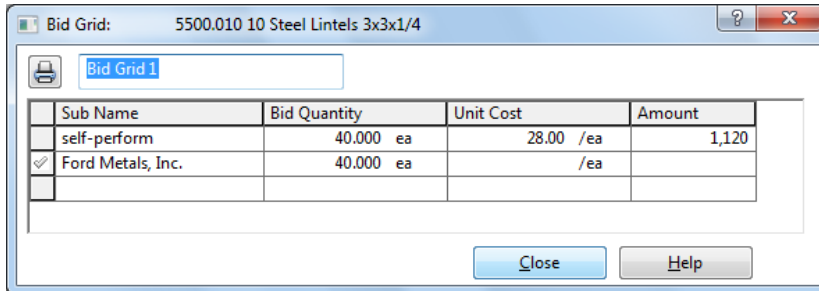 Bid Grid: 5500.010 10 Steel Lintels 3x3x1/4
Bid Grid 1
Sub Name Bid Quantity Unit Cost Amount
self-perform 40.000 ea 28.00 /ea 1,120
Ford Metals, Inc. 40.000 ea /ea
Close Help